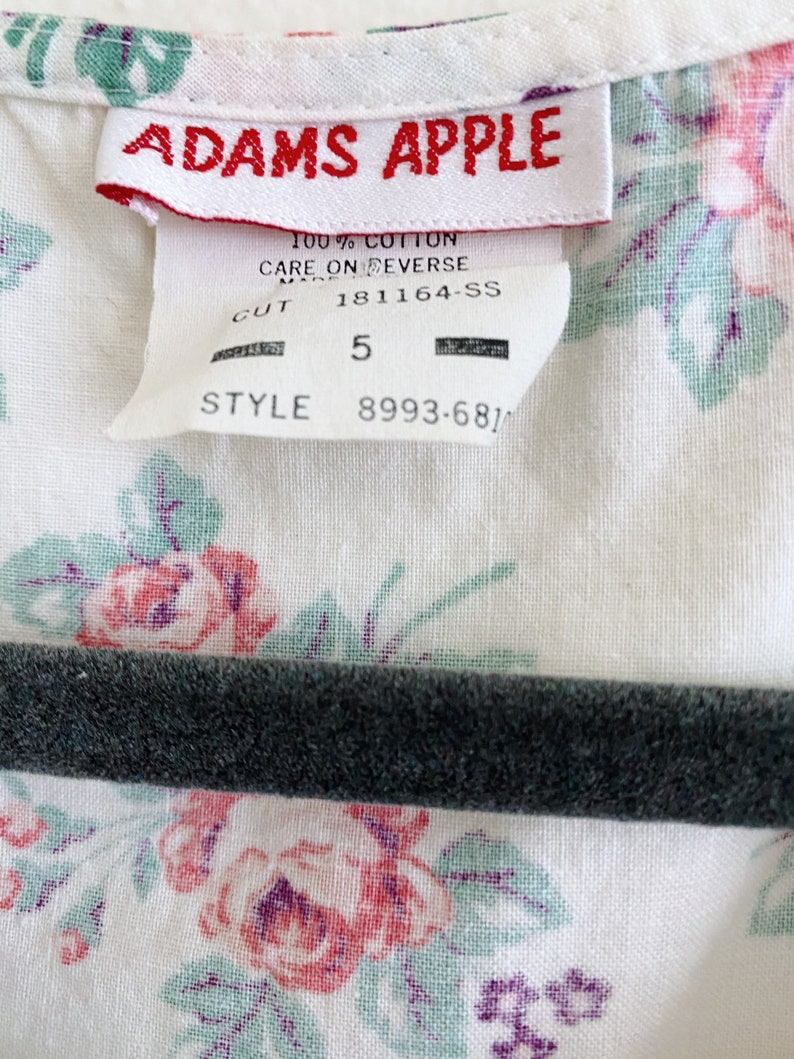 ADAMS APPLE
100% COTTON
CARE ON REVERSE
CUT 181164-SS
5
STYLE 8993-681